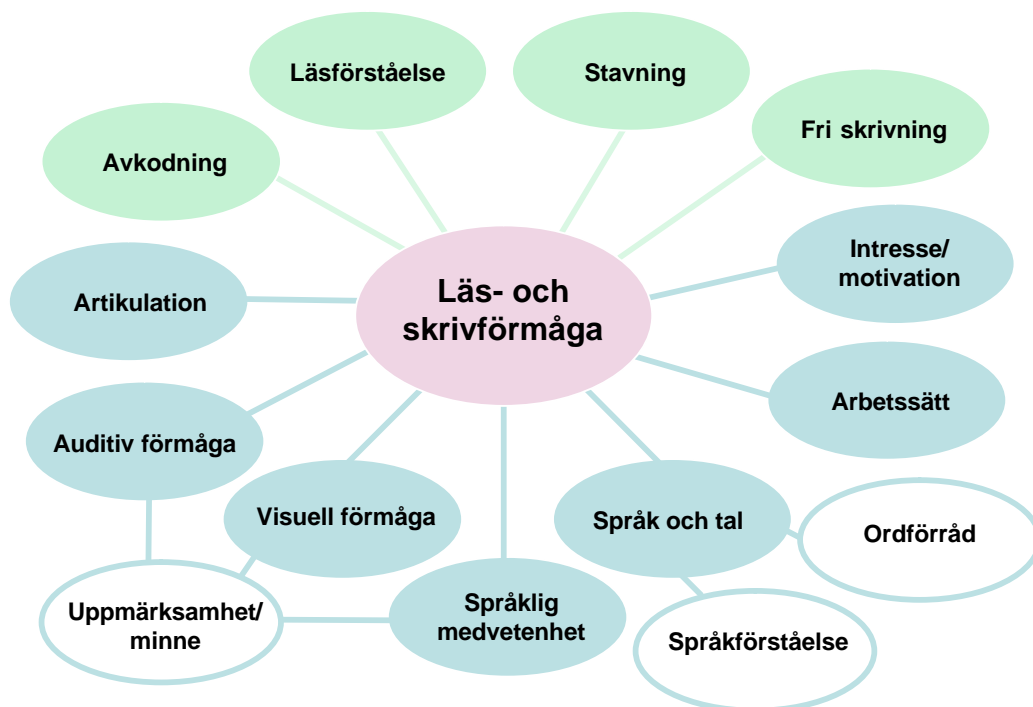 Läsförståelse
Stavning
Fri skrivning
Avkodning
Intresse/
motivation
Artikulation
Läs- och
skrivförmåga
Arbetssätt
Auditiv förmåga
Visuell förmåga
Språk och tal
Ordförråd
Uppmärksamhet/
minne
Språklig
medvetenhet
Språkförståelse